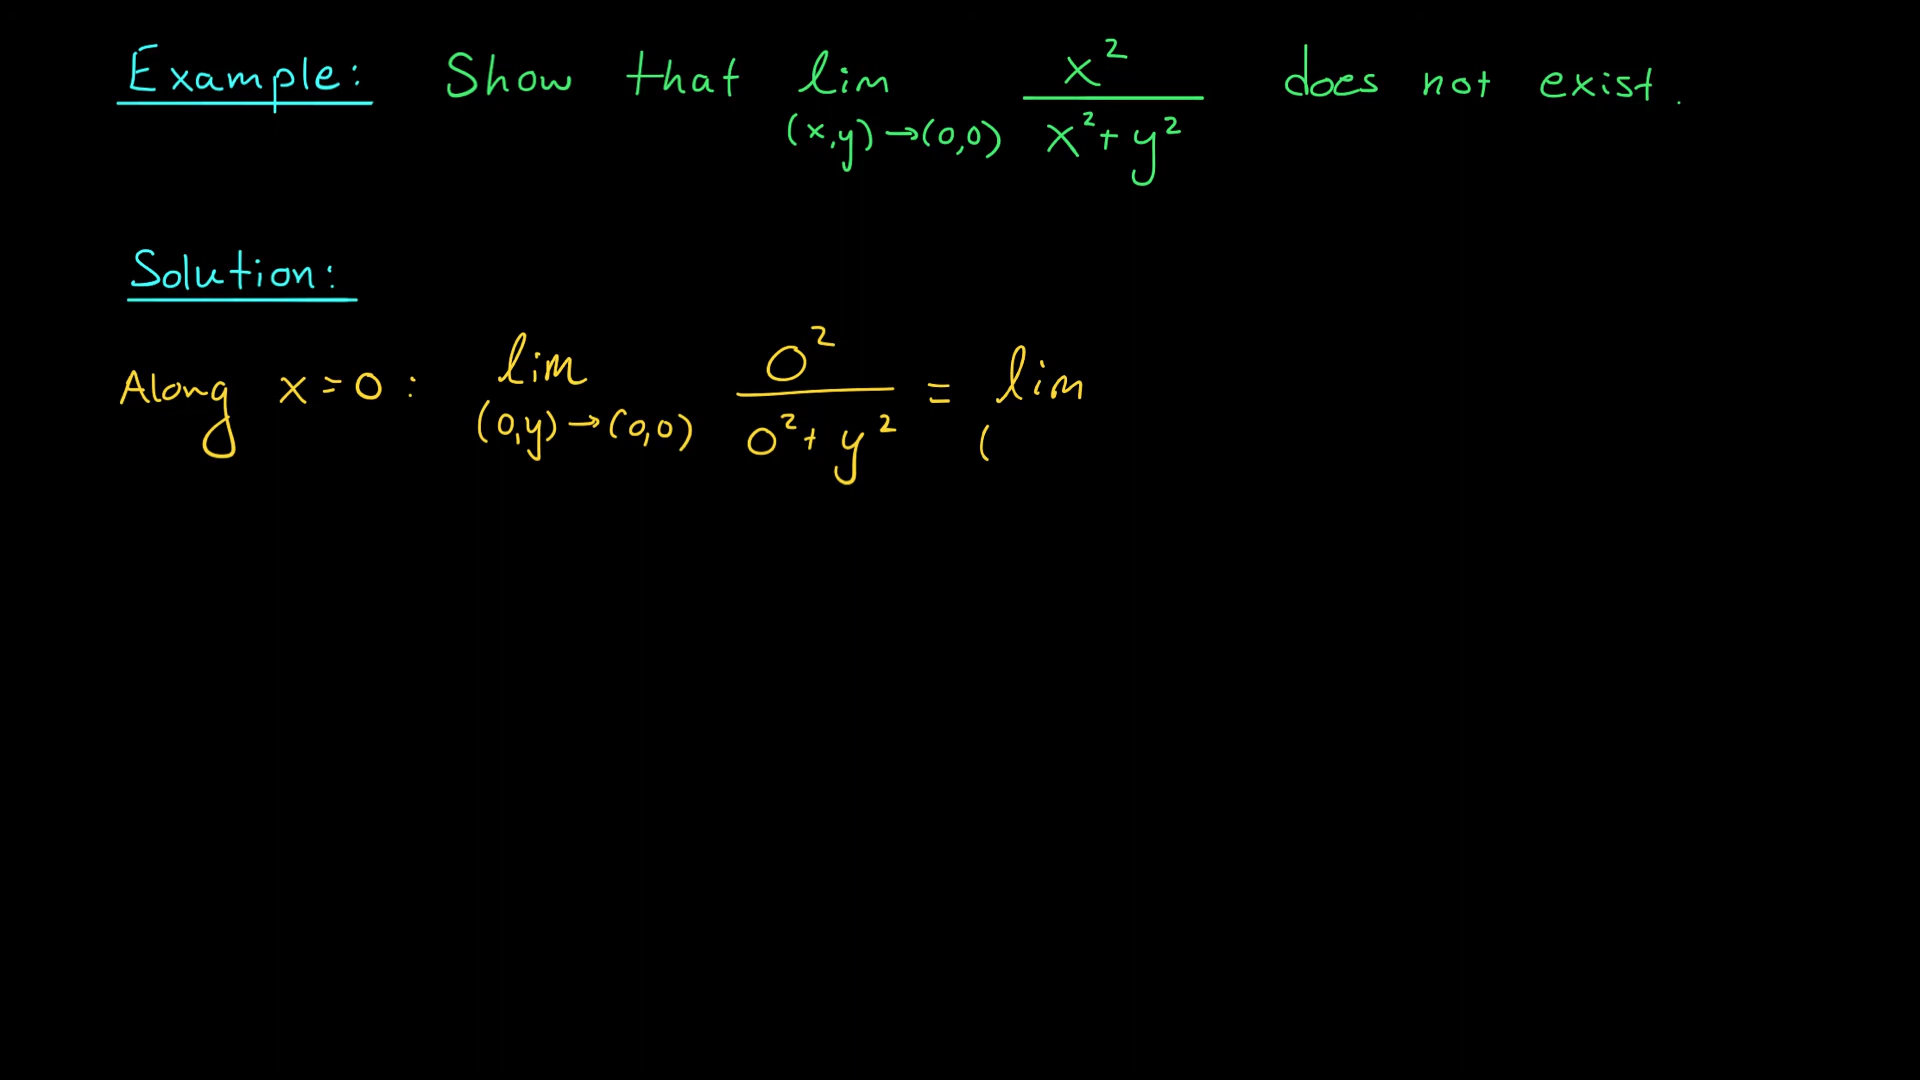 Example: Show that lim (x,y)→(0,0) x²/(x²+y²) does not exist.
Solution:
Along x=0: lim (0,y)→(0,0) 0²/(0²+y²) = lim (